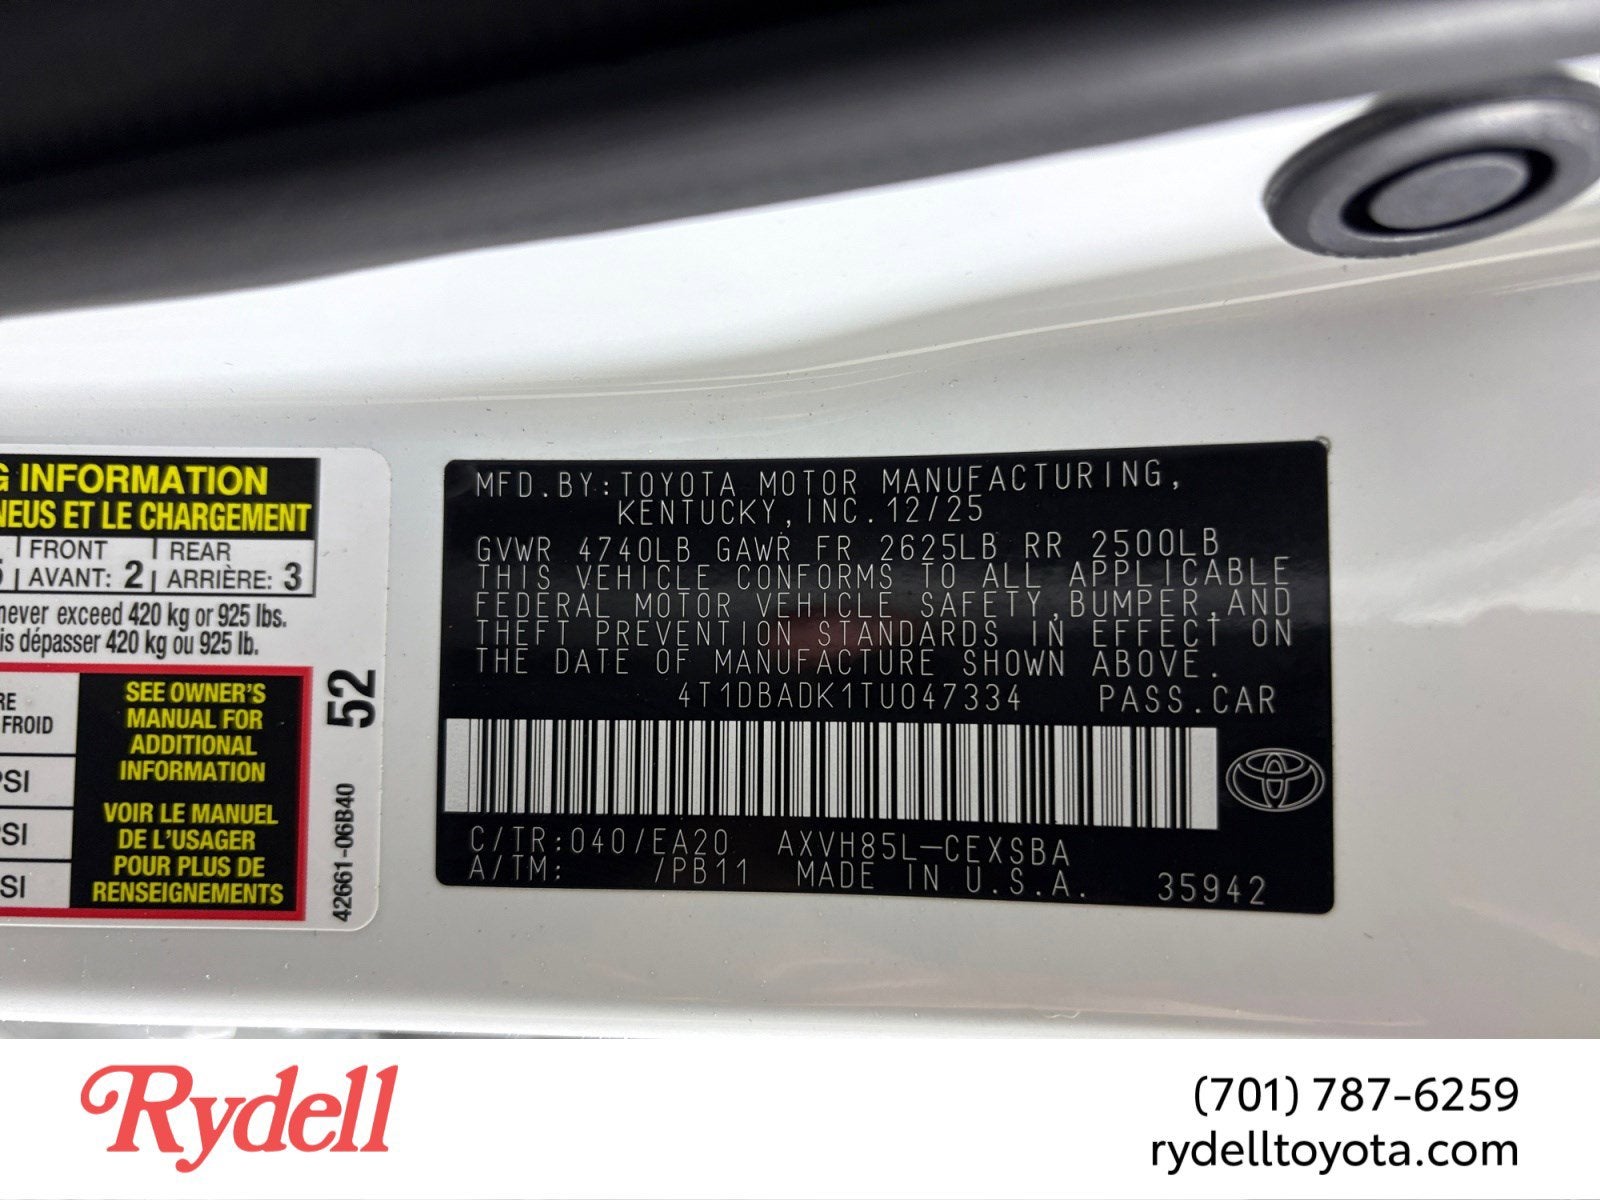 G INFORMATION
NEUS ET LE CHARGEMENT
FRONT REAR
AVANT: 2 ARRIÈRE: 3
never exceed 420 kg or 925 lbs.
is dépasser 420 kg ou 925 lb.
RE
FROID
PSI
PSI
PSI
SEE OWNER'S
MANUAL FOR
ADDITIONAL
INFORMATION
VOIR LE MANUEL
DE L'USAGER
POUR PLUS DE
RENSEIGNEMENTS
52
42661-06B40
MFD.BY:TOYOTA MOTOR MANUFACTURING,
KENTUCKY,INC.12/25
GVWR 4740LB GAWR FR 2625LB RR 2500LB
THIS VEHICLE CONFORMS TO ALL APPLICABLE
FEDERAL MOTOR VEHICLE SAFETY,BUMPER,AND
THEFT PREVENTION STANDARDS IN EFFECT ON
THE DATE OF MANUFACTURE SHOWN ABOVE.
4T1DBADK1TU047334 PASS.CAR
C/TR:040/EA20 AXVH85L-CEXSBA
A/TM: /PB11 MADE IN U.S.A. 35942
Rydell
(701) 787-6259
rydelltoyota.com